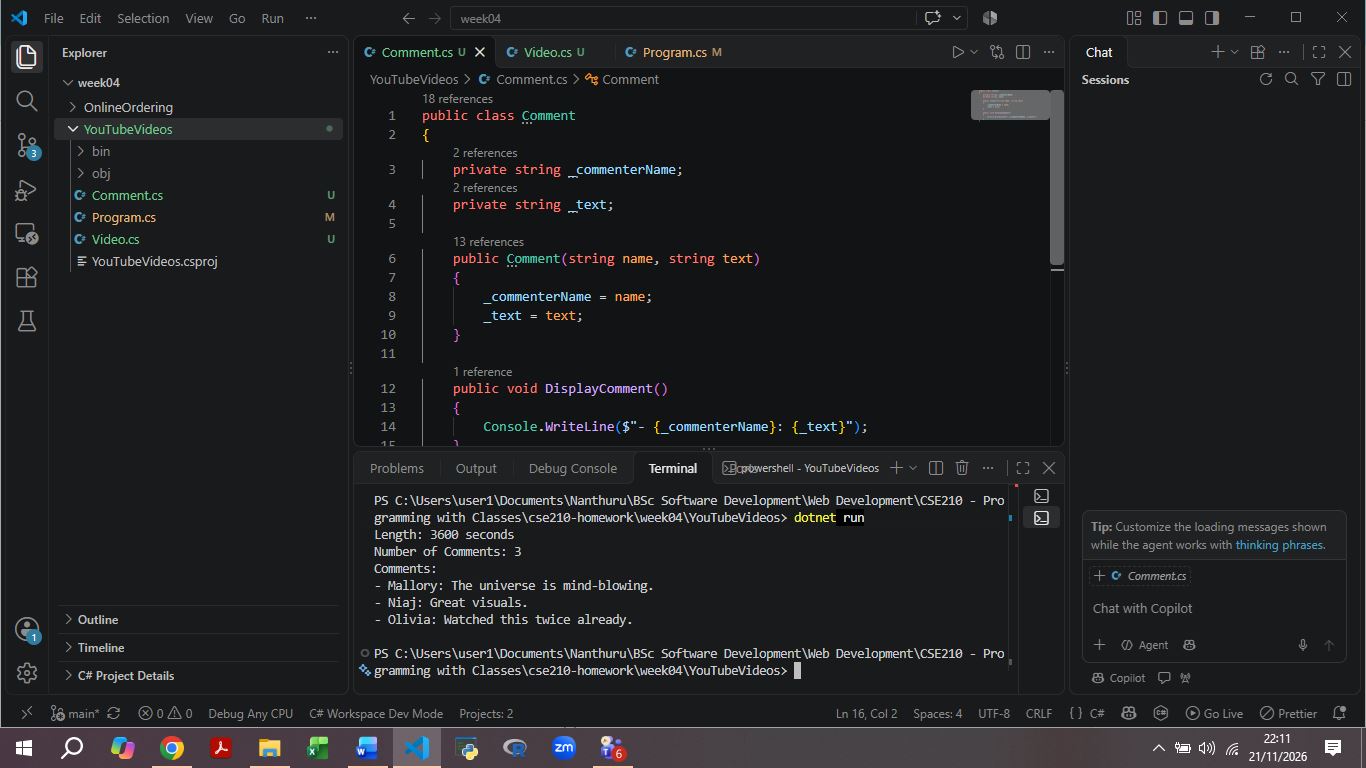 File Edit Selection View Go Run ···
week04
Explorer
week04
OnlineOrdering
YouTubeVideos
bin
obj
Comment.cs U
Program.cs M
Video.cs U
YouTubeVideos.csproj
Outline
Timeline
C# Project Details
3
1
Comment.cs U
Video.cs U
Program.cs M
YouTubeVideos > Comment.cs > Comment
18 references
1 public class Comment
2 {
2 references
3 private string _commenterName;
2 references
4 private string _text;
5
13 references
6 public Comment(string name, string text)
7 {
8 _commenterName = name;
9 _text = text;
10 }
11
1 reference
12 public void DisplayComment()
13 {
14 Console.WriteLine($"- {_commenterName}: {_text}");
15 }
Problems Output Debug Console Terminal powershell - YouTubeVideos
PS C:\Users\user1\Documents\Nanthuru\BSc Software Development\Web Development\CSE210 - Pro
gramming with Classes\cse210-homework\week04\YouTubeVideos> dotnet run
Length: 3600 seconds
Number of Comments: 3
Comments:
- Mallory: The universe is mind-blowing.
- Niaj: Great visuals.
- Olivia: Watched this twice already.
PS C:\Users\user1\Documents\Nanthuru\BSc Software Development\Web Development\CSE210 - Pro
gramming with Classes\cse210-homework\week04\YouTubeVideos>
Chat
Sessions
Tip: Customize the loading messages shown
while the agent works with thinking phrases.
Comment.cs
Chat with Copilot
Agent
Copilot
main* 0 0 Debug Any CPU C# Workspace Dev Mode Projects: 2 Ln 16, Col 2 Spaces: 4 UTF-8 CRLF { } C# Go Live Prettier
zm
6
22:11
21/11/2026